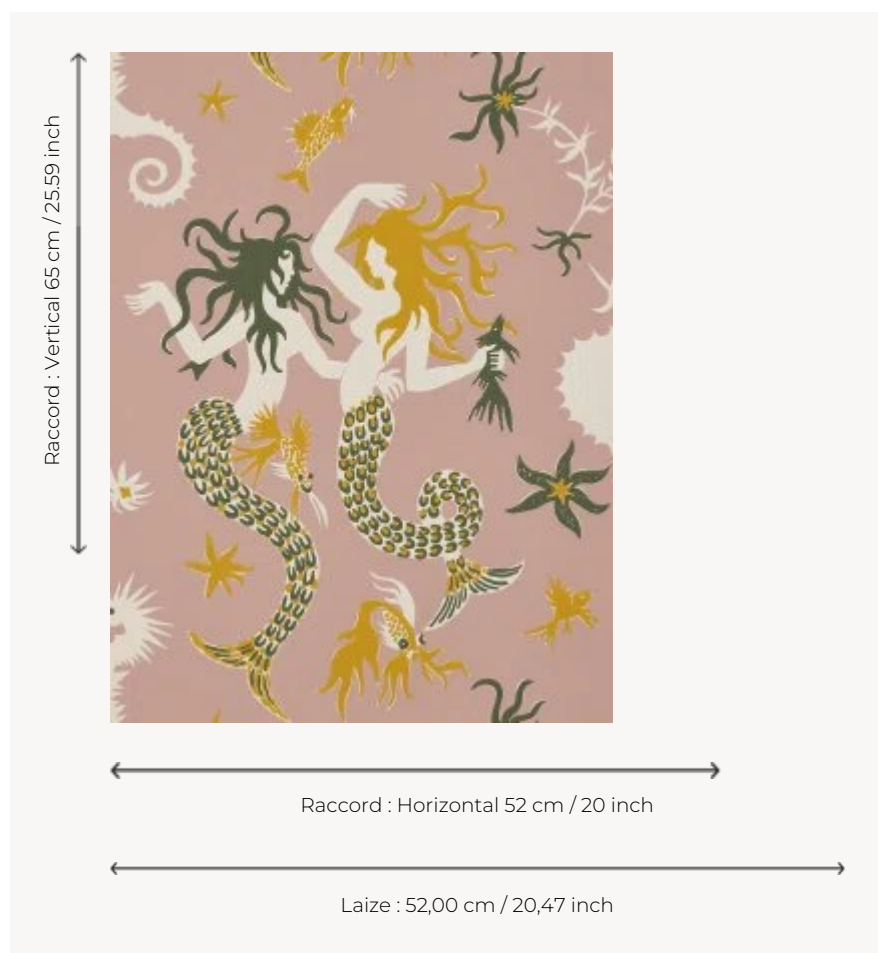 Raccord : Vertical 65 cm / 25.59 inch
Raccord : Horizontal 52 cm / 20 inch
Laize : 52,00 cm / 20,47 inch